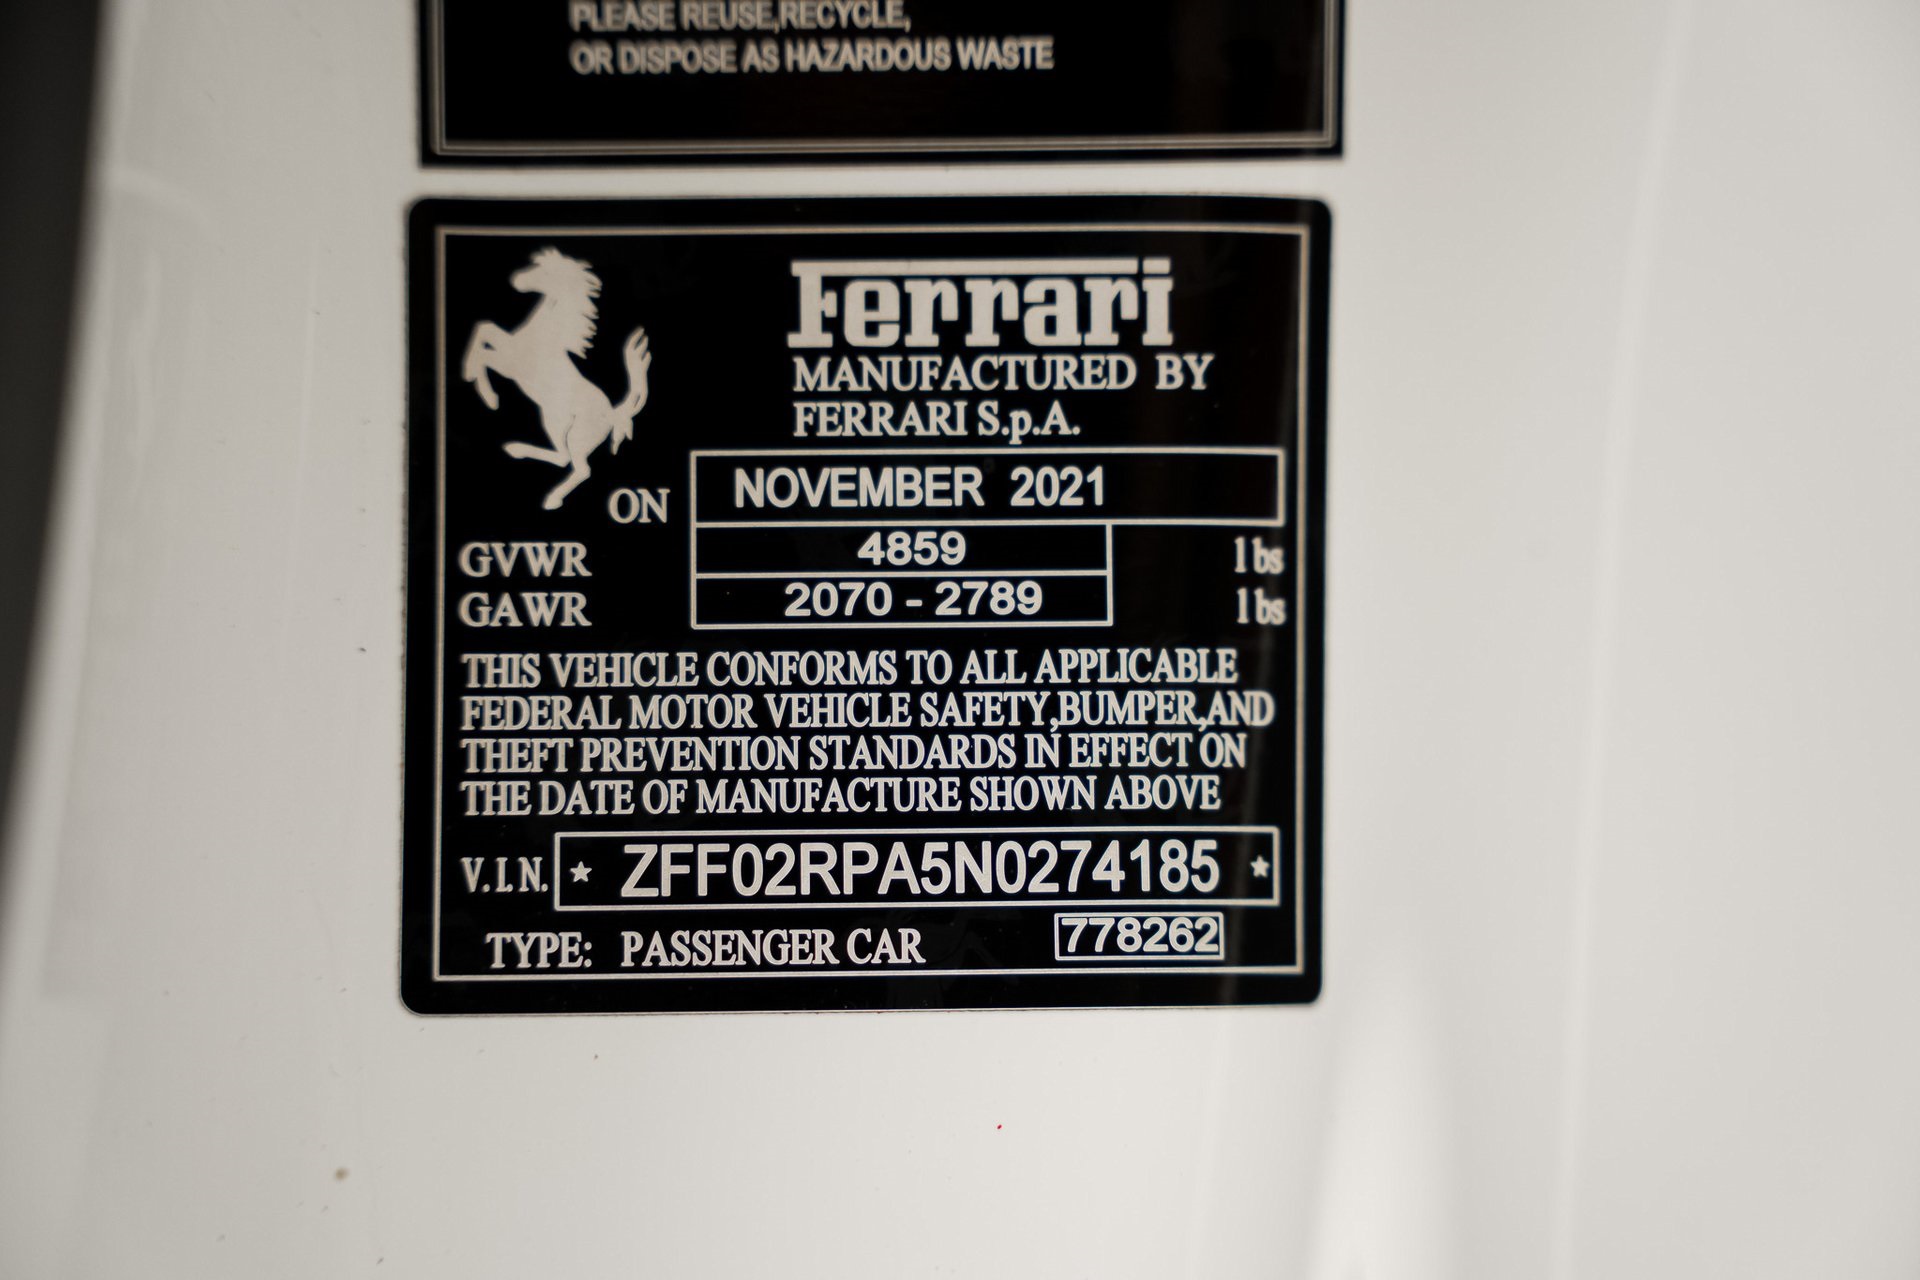 PLEASE REUSE,RECYCLE,
OR DISPOSE AS HAZARDOUS WASTE
Ferrari
MANUFACTURED BY
FERRARI S.p.A.
ON NOVEMBER 2021
GVWR 4859 lbs
GAWR 2070 - 2789 lbs
THIS VEHICLE CONFORMS TO ALL APPLICABLE
FEDERAL MOTOR VEHICLE SAFETY,BUMPER,AND
THEFT PREVENTION STANDARDS IN EFFECT ON
THE DATE OF MANUFACTURE SHOWN ABOVE
V.I.N. * ZFF02RPA5N0274185 *
TYPE: PASSENGER CAR 778262